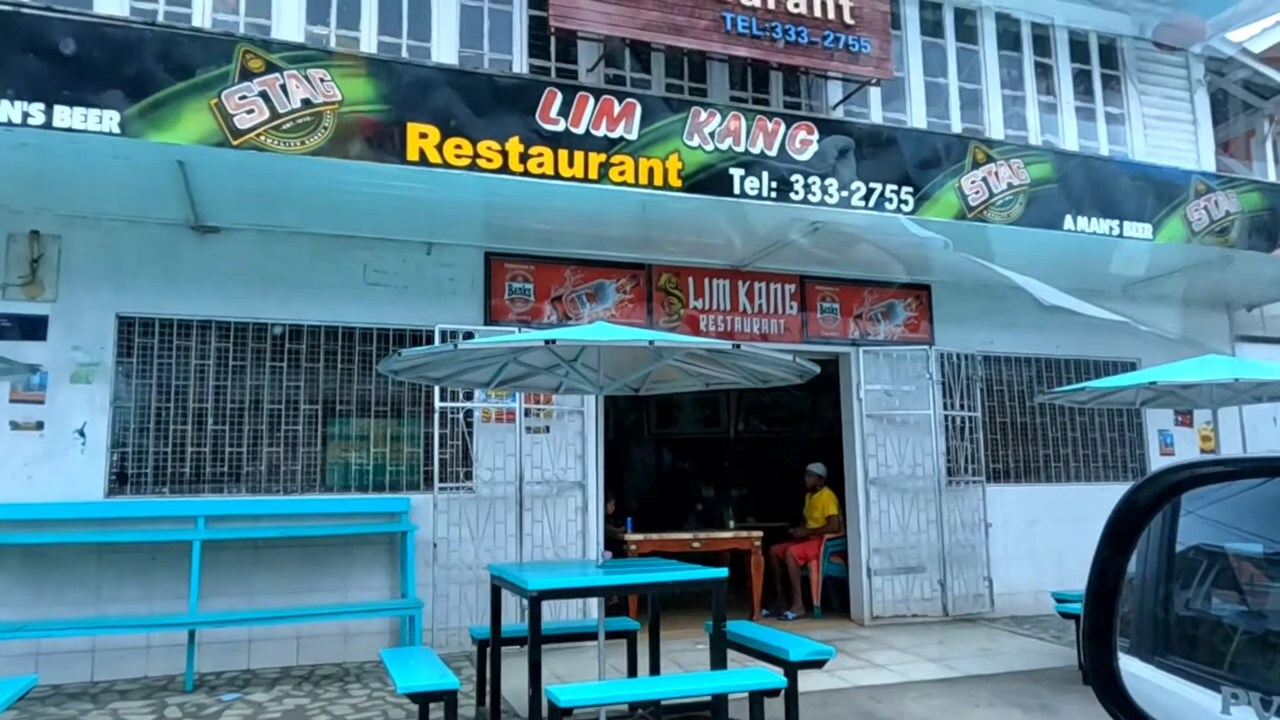 urant
TEL:333-2755
N'S BEER
STAG
LIM KANG
Restaurant
Tel: 333-2755
STAG
A MAN'S BEER
STAG
Banks
LIM KANG
RESTAURANT
Banks
PV